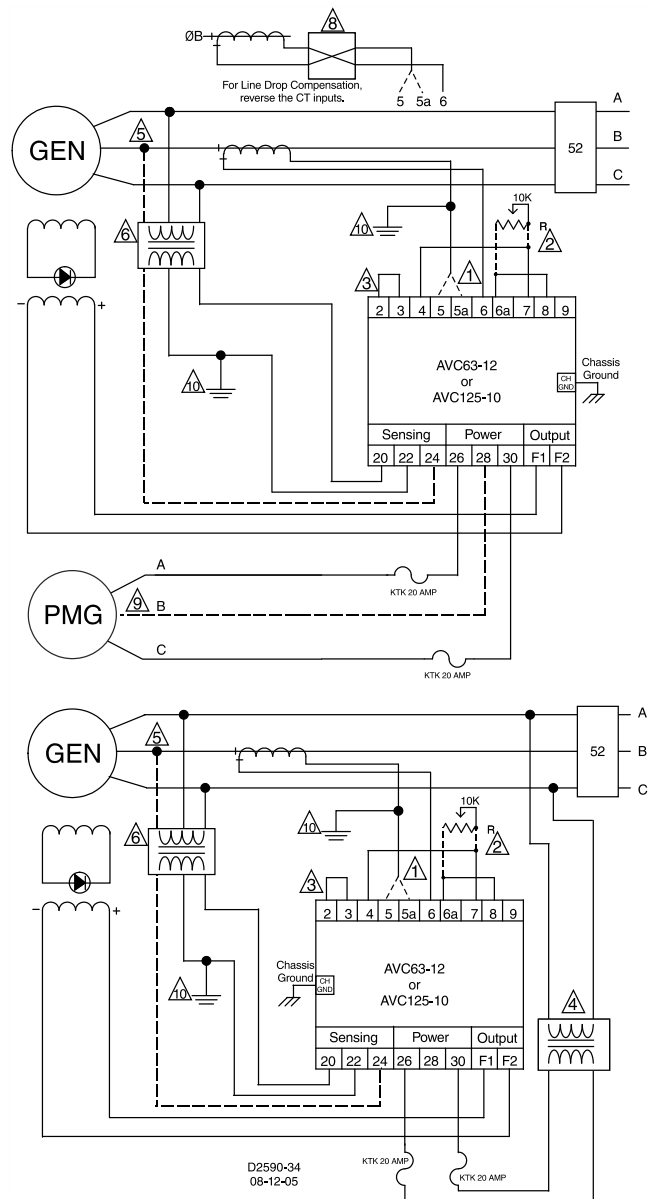 8
ØB
For Line Drop Compensation,
reverse the CT inputs.
5 5a 6
A
GEN
5
52
B
C
10K
6
10
R
2
3
1
2 3 4 5 5a 6 6a 7 8 9
AVC63-12
or
AVC125-10
Chassis
Ground
CH
GND
10
Sensing Power Output
20 22 24 26 28 30 F1 F2
− +
A
KTK 20 AMP
PMG
9
B
C
KTK 20 AMP
A
GEN
5
52
B
C
10K
6
10
R
2
3
1
2 3 4 5 5a 6 6a 7 8 9
− +
Chassis
Ground
CH
GND
AVC63-12
or
AVC125-10
10
4
Sensing Power Output
20 22 24 26 28 30 F1 F2
D2590-34
08-12-05
KTK 20 AMP
KTK 20 AMP